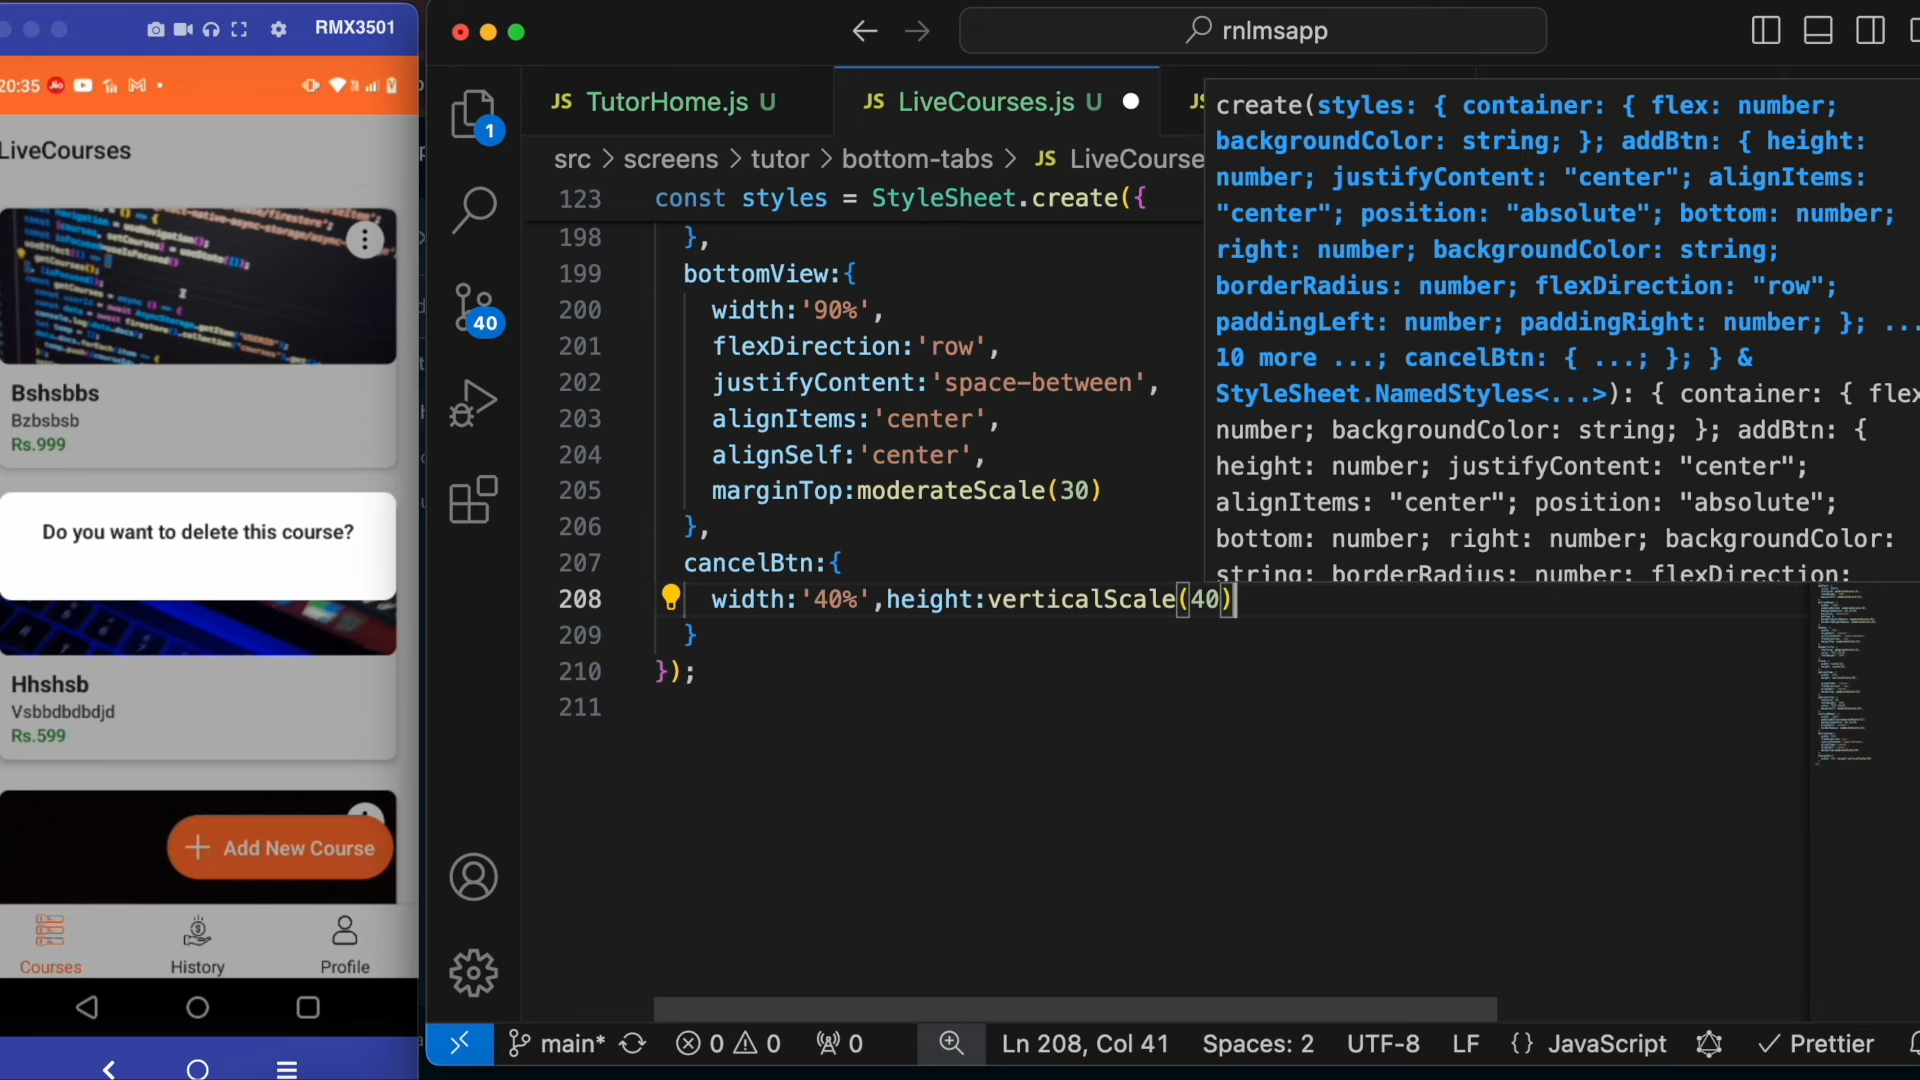 RMX3501
20:35
LiveCourses
Bshsbbs
Bzbsbsb
Rs.999
Do you want to delete this course?
Hhshsb
Vsbbdbdbdjd
Rs.599
Add New Course
Courses
History
Profile
rnlmsapp
JS TutorHome.js U
JS LiveCourses.js U
JS
src > screens > tutor > bottom-tabs > JS LiveCourse
1
40
123 const styles = StyleSheet.create({
198 },
199 bottomView:{
200 width:'90%',
201 flexDirection:'row',
202 justifyContent:'space-between',
203 alignItems:'center',
204 alignSelf:'center',
205 marginTop:moderateScale(30)
206 },
207 cancelBtn:{
208 width:'40%',height:verticalScale(40)
209 }
210 });
211
create(styles: { container: { flex: number;
backgroundColor: string; }; addBtn: { height:
number; justifyContent: "center"; alignItems:
"center"; position: "absolute"; bottom: number;
right: number; backgroundColor: string;
borderRadius: number; flexDirection: "row";
paddingLeft: number; paddingRight: number; }; ...
10 more ...; cancelBtn: { ...; }; } &
StyleSheet.NamedStyles<...>): { container: { flex
number; backgroundColor: string; }; addBtn: {
height: number; justifyContent: "center";
alignItems: "center"; position: "absolute";
bottom: number; right: number; backgroundColor:
string; borderRadius: number; flexDirection:
main* 0 0 0 Ln 208, Col 41 Spaces: 2 UTF-8 LF {} JavaScript Prettier